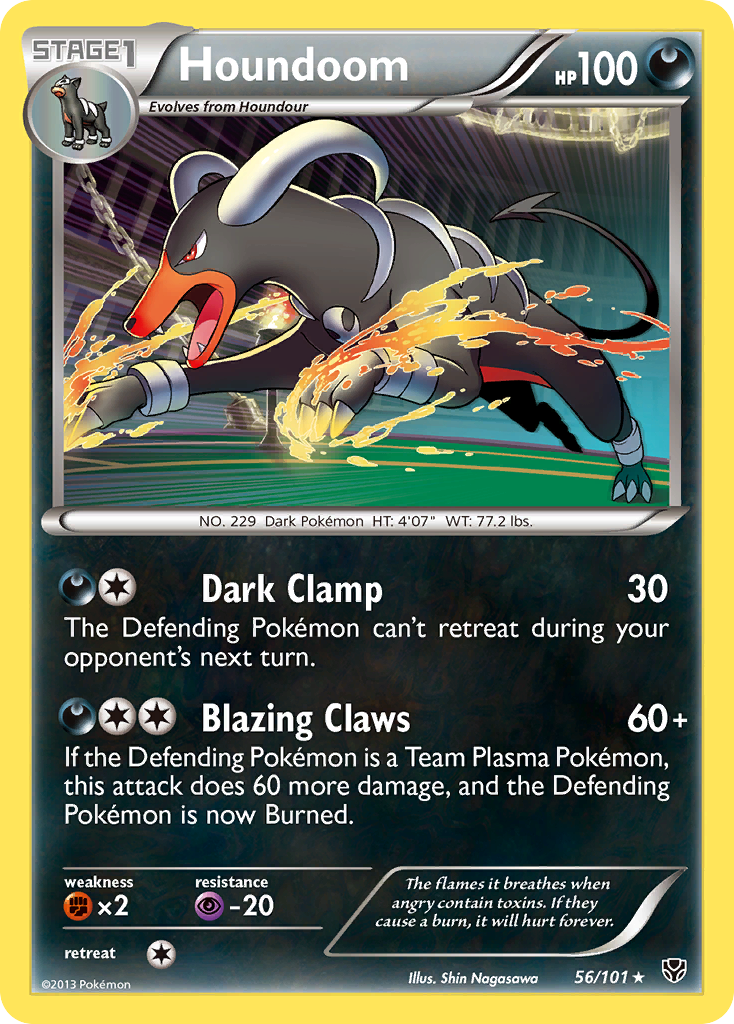 STAGE1
Houndoom
HP100
Evolves from Houndour
NO. 229 Dark Pokémon HT: 4'07" WT: 77.2 lbs.
Dark Clamp 30
The Defending Pokémon can't retreat during your
opponent's next turn.
Blazing Claws 60+
If the Defending Pokémon is a Team Plasma Pokémon,
this attack does 60 more damage, and the Defending
Pokémon is now Burned.
weakness resistance
×2 -20
The flames it breathes when
angry contain toxins. If they
cause a burn, it will hurt forever.
retreat
©2013 Pokémon
Illus. Shin Nagasawa 56/101 ★